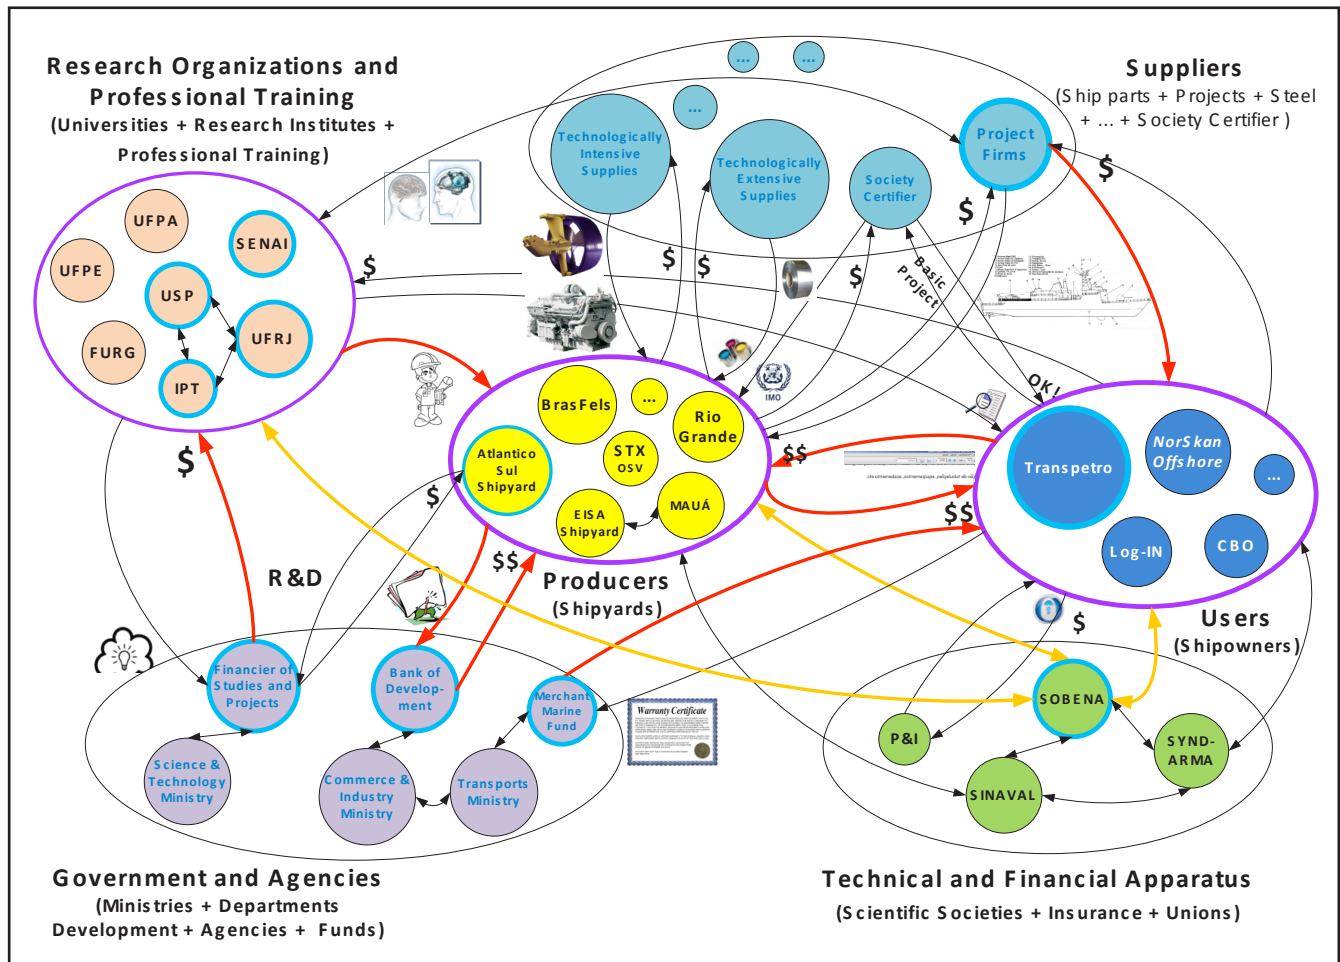 Research Organizations and
Professional Training
(Universities + Research Institutes +
Professional Training)
Suppliers
(Ship parts + Projects + Steel
+ ... + Society Certifier )
...
...
...
Technologically
Intensive
Supplies
Technologically
Extensive
Supplies
Society
Certifier
Project
Firms
$
$
$
$
$
$
Basic
Project
OK!
IMO
UFPA
SENAI
UFPE
USP
UFRJ
FURG
IPT
BrasFels
...
Rio
Grande
STX
OSV
Atlantico
Sul
Shipyard
EISA
Shipyard
MAUÁ
Producers
(Shipyards)
$$
$$
$$
Transpetro
NorSkan
Offshore
...
Log-IN
CBO
Users
(Shipowners)
$
$
$
R&D
Financier of
Studies and
Projects
Bank of
Develop-
ment
Merchant
Marine
Fund
Science &
Technology
Ministry
Commerce &
Industry
Ministry
Transports
Ministry
Warranty Certificate
SOBENA
P&I
SYND-
ARMA
SINAVAL
Government and Agencies
(Ministries + Departments
Development + Agencies + Funds)
Technical and Financial Apparatus
(Scientific Societies + Insurance + Unions)